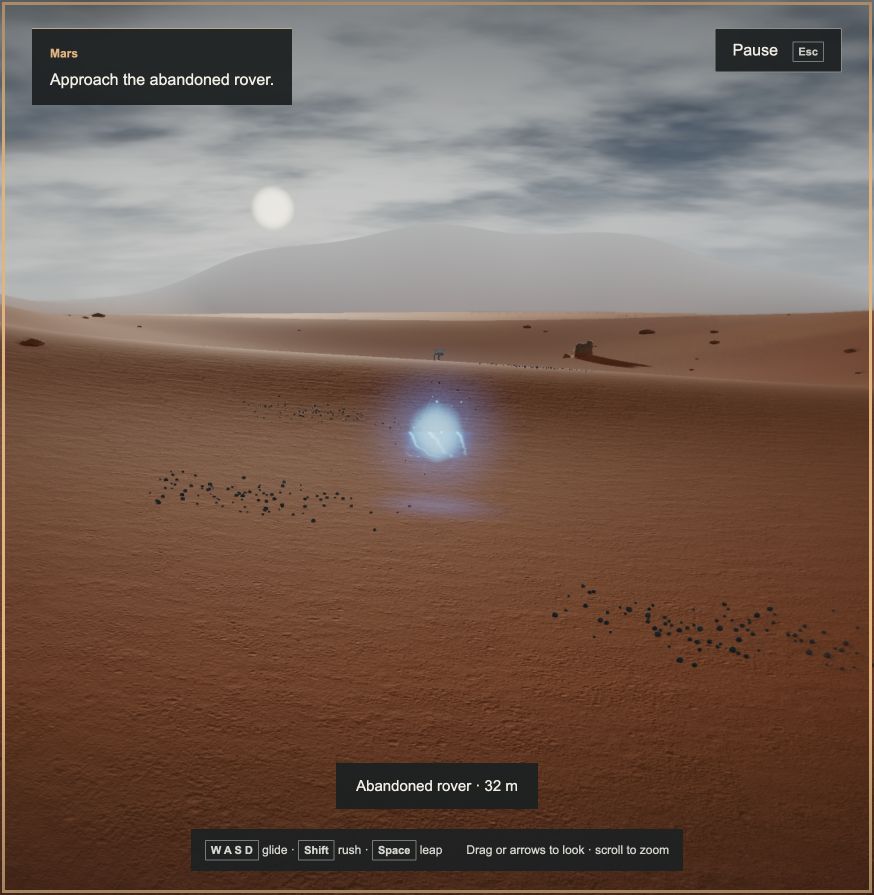 Mars
Approach the abandoned rover.
Pause Esc
Abandoned rover · 32 m
W A S D glide · Shift rush · Space leap Drag or arrows to look · scroll to zoom